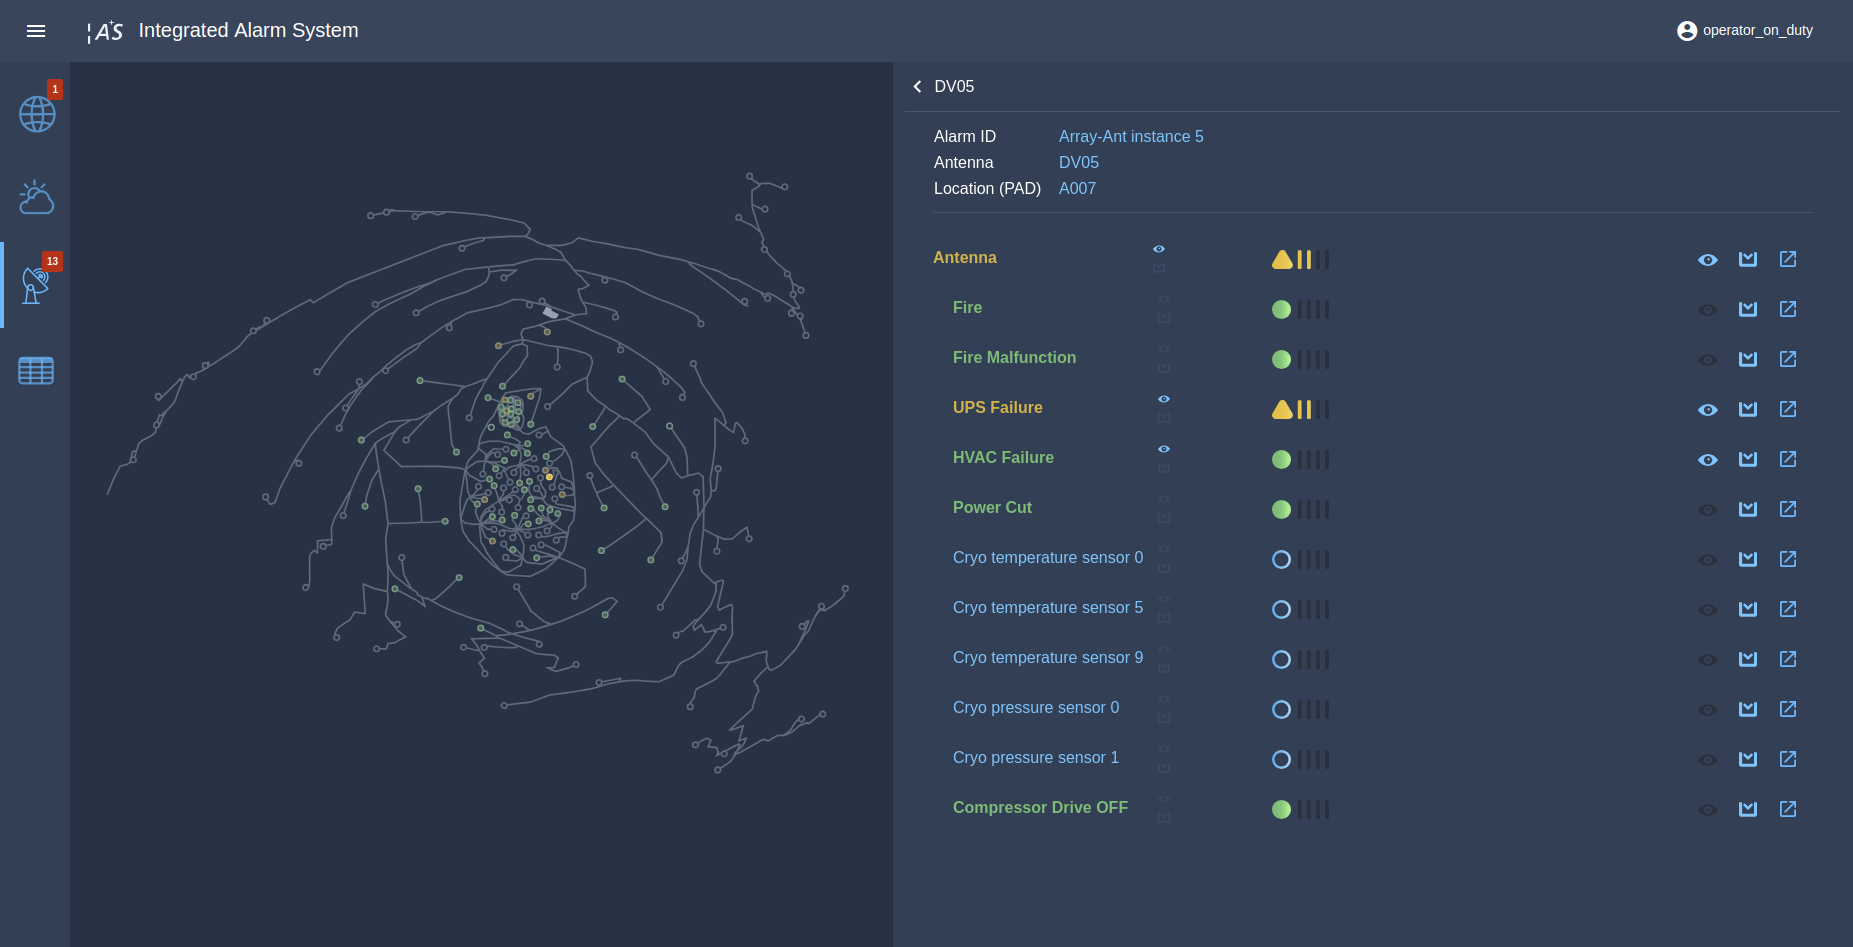 IAS Integrated Alarm System
operator_on_duty
1
13
DV05
Alarm ID Array-Ant instance 5
Antenna DV05
Location (PAD) A007
Antenna
Fire
Fire Malfunction
UPS Failure
HVAC Failure
Power Cut
Cryo temperature sensor 0
Cryo temperature sensor 5
Cryo temperature sensor 9
Cryo pressure sensor 0
Cryo pressure sensor 1
Compressor Drive OFF